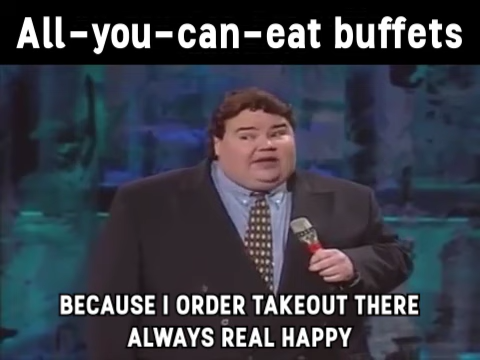 All-you-can-eat buffets
BECAUSE I ORDER TAKEOUT THERE
ALWAYS REAL HAPPY